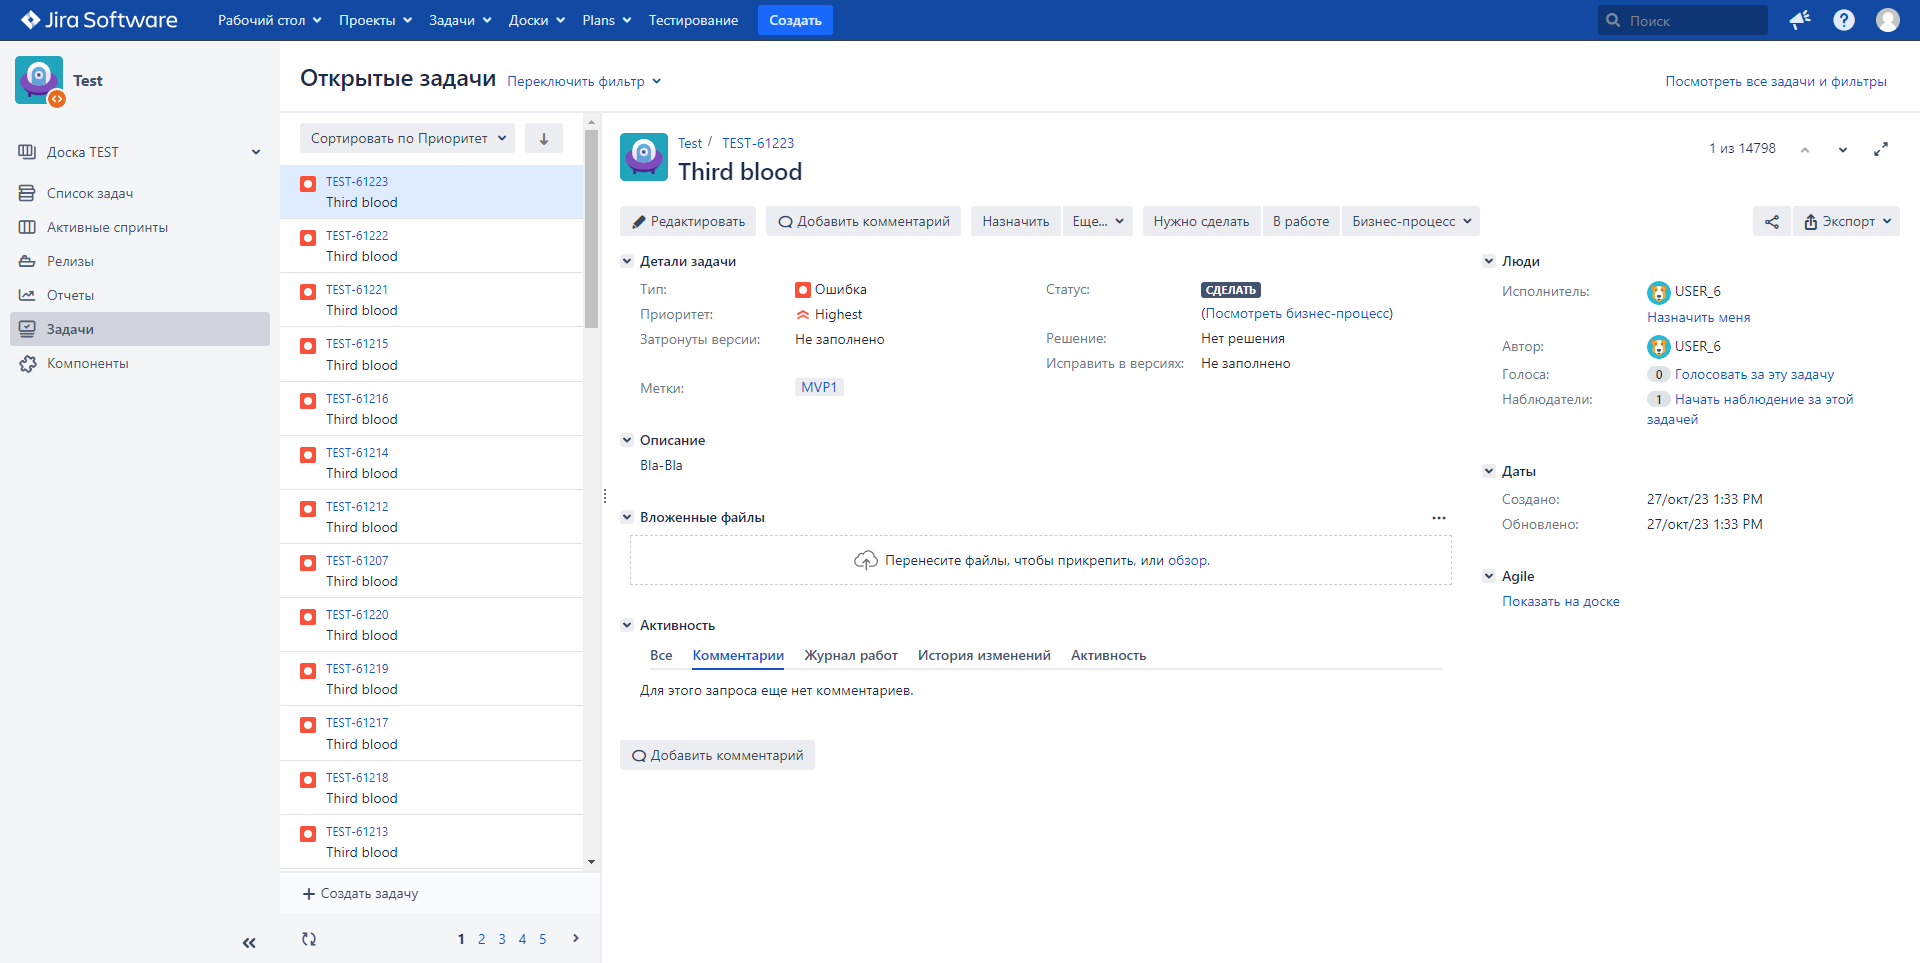 Jira Software
Рабочий стол Проекты Задачи Доски Plans Тестирование Создать
Поиск
Test
Доска TEST
Список задач
Активные спринты
Релизы
Отчеты
Задачи
Компоненты
Открытые задачи Переключить фильтр
Посмотреть все задачи и фильтры
Сортировать по Приоритет
TEST-61223
Third blood
TEST-61222
Third blood
TEST-61221
Third blood
TEST-61215
Third blood
TEST-61216
Third blood
TEST-61214
Third blood
TEST-61212
Third blood
TEST-61207
Third blood
TEST-61220
Third blood
TEST-61219
Third blood
TEST-61217
Third blood
TEST-61218
Third blood
TEST-61213
Third blood
Создать задачу
1 2 3 4 5
Test / TEST-61223
Third blood
1 из 14798
Редактировать Добавить комментарий Назначить Еще... Нужно сделать В работе Бизнес-процесс
Экспорт
Детали задачи
Тип: Ошибка
Приоритет: Highest
Затронуты версии: Не заполнено
Метки: MVP1
Статус: СДЕЛАТЬ
(Посмотреть бизнес-процесс)
Решение: Нет решения
Исправить в версиях: Не заполнено
Описание
Bla-Bla
Вложенные файлы
Перенесите файлы, чтобы прикрепить, или обзор.
Активность
Все Комментарии Журнал работ История изменений Активность
Для этого запроса еще нет комментариев.
Добавить комментарий
Люди
Исполнитель: USER_6
Назначить меня
Автор: USER_6
Голоса: 0 Голосовать за эту задачу
Наблюдатели: 1 Начать наблюдение за этой
задачей
Даты
Создано: 27/окт/23 1:33 PM
Обновлено: 27/окт/23 1:33 PM
Agile
Показать на доске